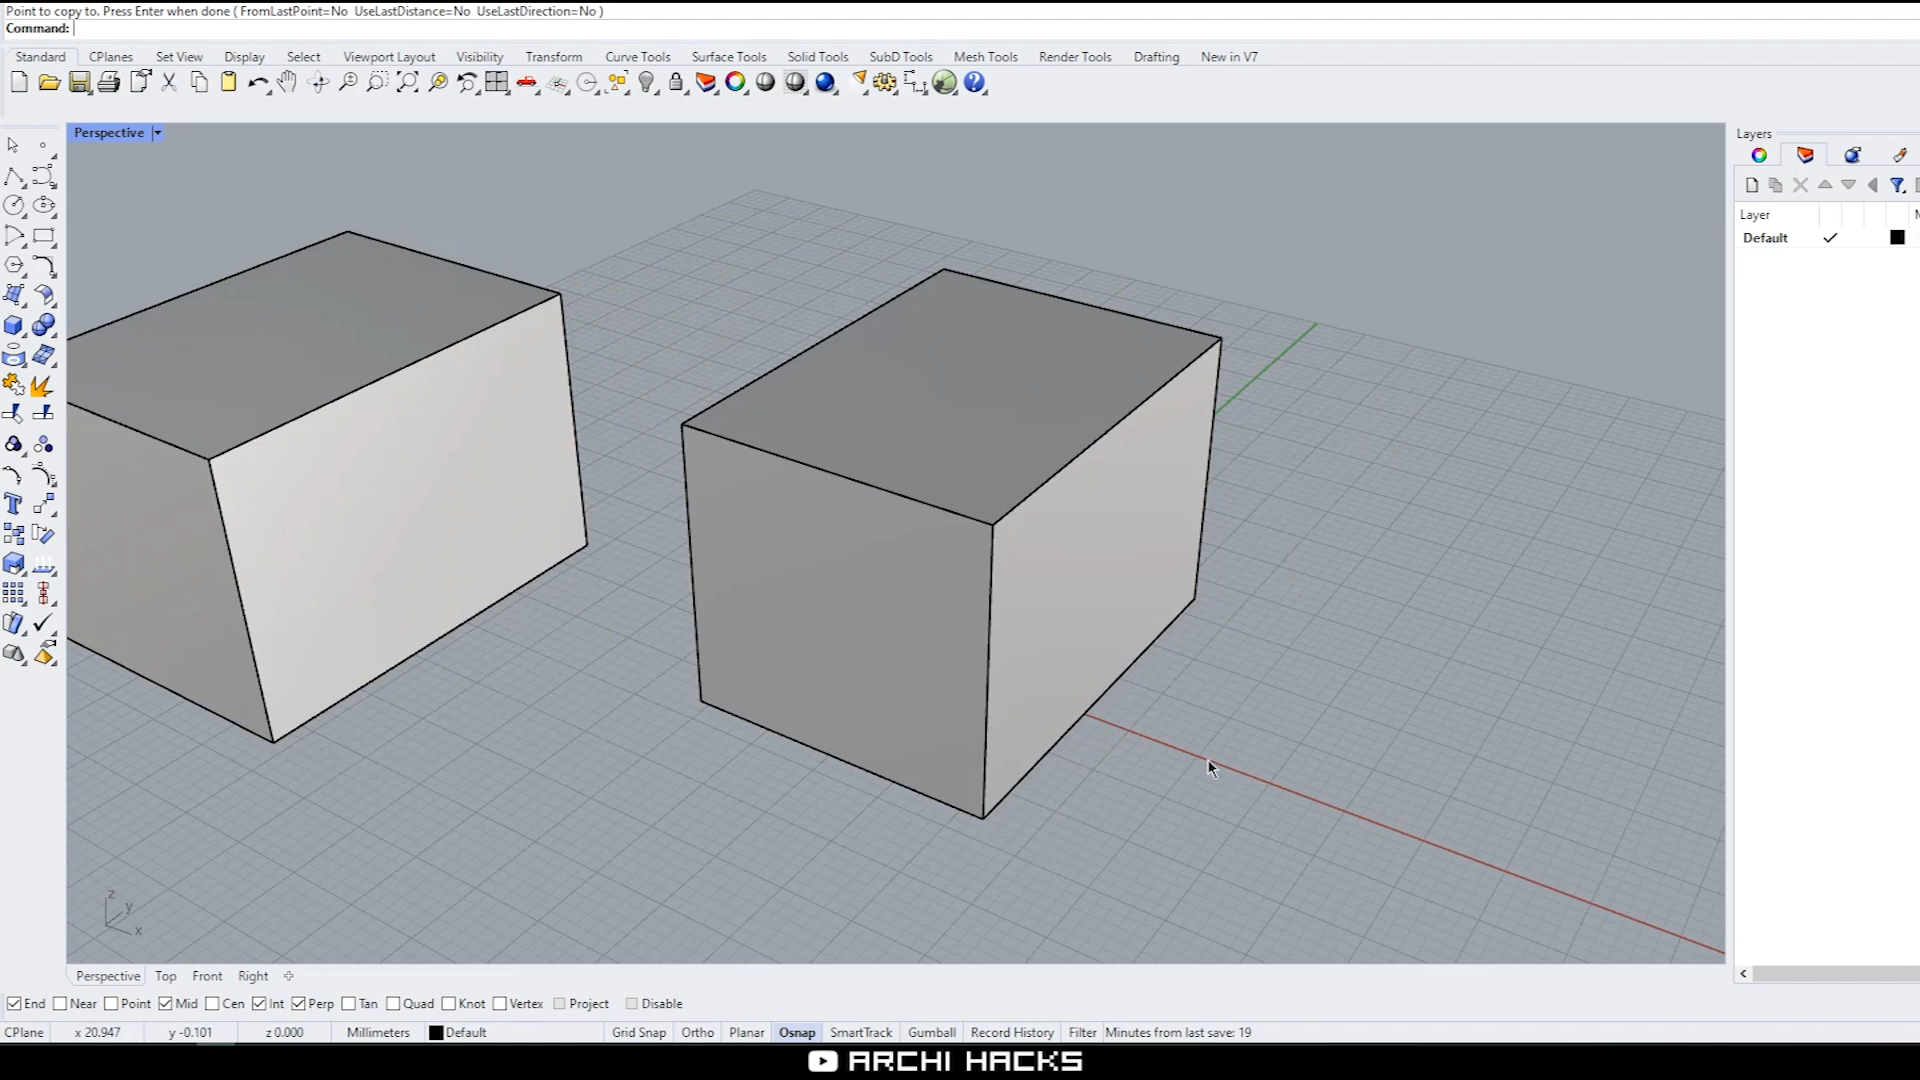 Point to copy to. Press Enter when done ( FromLastPoint=No UseLastDistance=No UseLastDirection=No )
Command:
Standard CPlanes Set View Display Select Viewport Layout Visibility Transform Curve Tools Surface Tools Solid Tools SubD Tools Mesh Tools Render Tools Drafting New in V7
Perspective
Layers
Layer
Default
z
y
x
Perspective Top Front Right
End Near Point Mid Cen Int Perp Tan Quad Knot Vertex Project Disable
CPlane x 20.947 y -0.101 z 0.000 Millimeters Default Grid Snap Ortho Planar Osnap SmartTrack Gumball Record History Filter Minutes from last save: 19
ARCHI HACKS